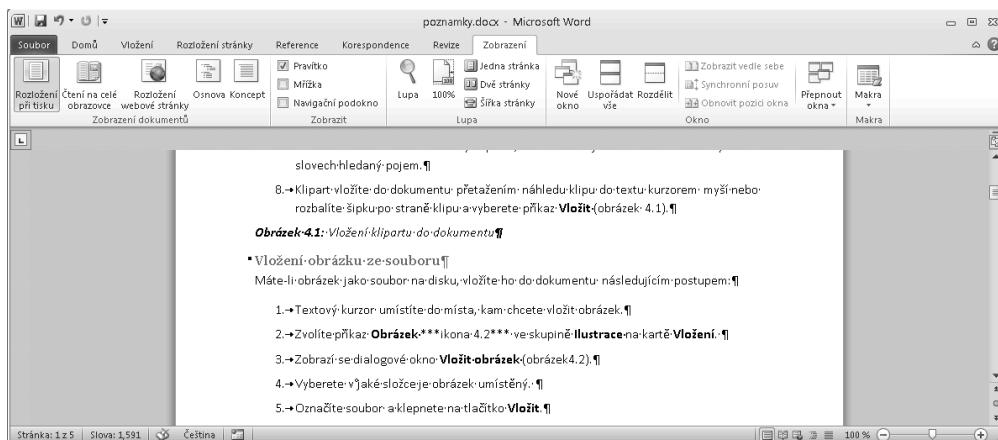 poznamky.docx - Microsoft Word
Soubor Domů Vložení Rozložení stránky Reference Korespondence Revize Zobrazení
Rozložení při tisku
Čtení na celé obrazovce
Rozložení webové stránky
Osnova Koncept
Zobrazení dokumentů
Pravítko
Mřížka
Navigační podokno
Zobrazit
Lupa
100%
Jedna stránka
Dvě stránky
Šířka stránky
Lupa
Nové okno
Uspořádat vše
Rozdělit
Zobrazit vedle sebe
Synchronní posuv
Obnovit pozici okna
Přepnout okna
Okno
Makra
Makra
slovech hledaný pojem.¶
8. Klipart vložíte do dokumentu přetažením náhledu klipu do textu kurzorem myší nebo
rozbalíte šipku po straně klipu a vyberete příkaz Vložit (obrázek 4.1).¶
Obrázek 4.1: Vložení klipartu do dokumentu¶
Vložení obrázku ze souboru¶
Máte-li obrázek jako soubor na disku, vložíte ho do dokumentu následujícím postupem:¶
1. Textový kurzor umístíte do místa, kam chcete vložit obrázek.¶
2. Zvolíte příkaz Obrázek ***ikona 4.2*** ve skupině Ilustrace na kartě Vložení. ¶
3. Zobrazí se dialogové okno Vložit obrázek (obrázek4.2). ¶
4. Vyberete v jaké složce je obrázek umístěný. ¶
5. Označíte soubor a klepnete na tlačítko Vložit.¶
Stránka: 1 z 5 Slova: 1,591 Čeština 100 %